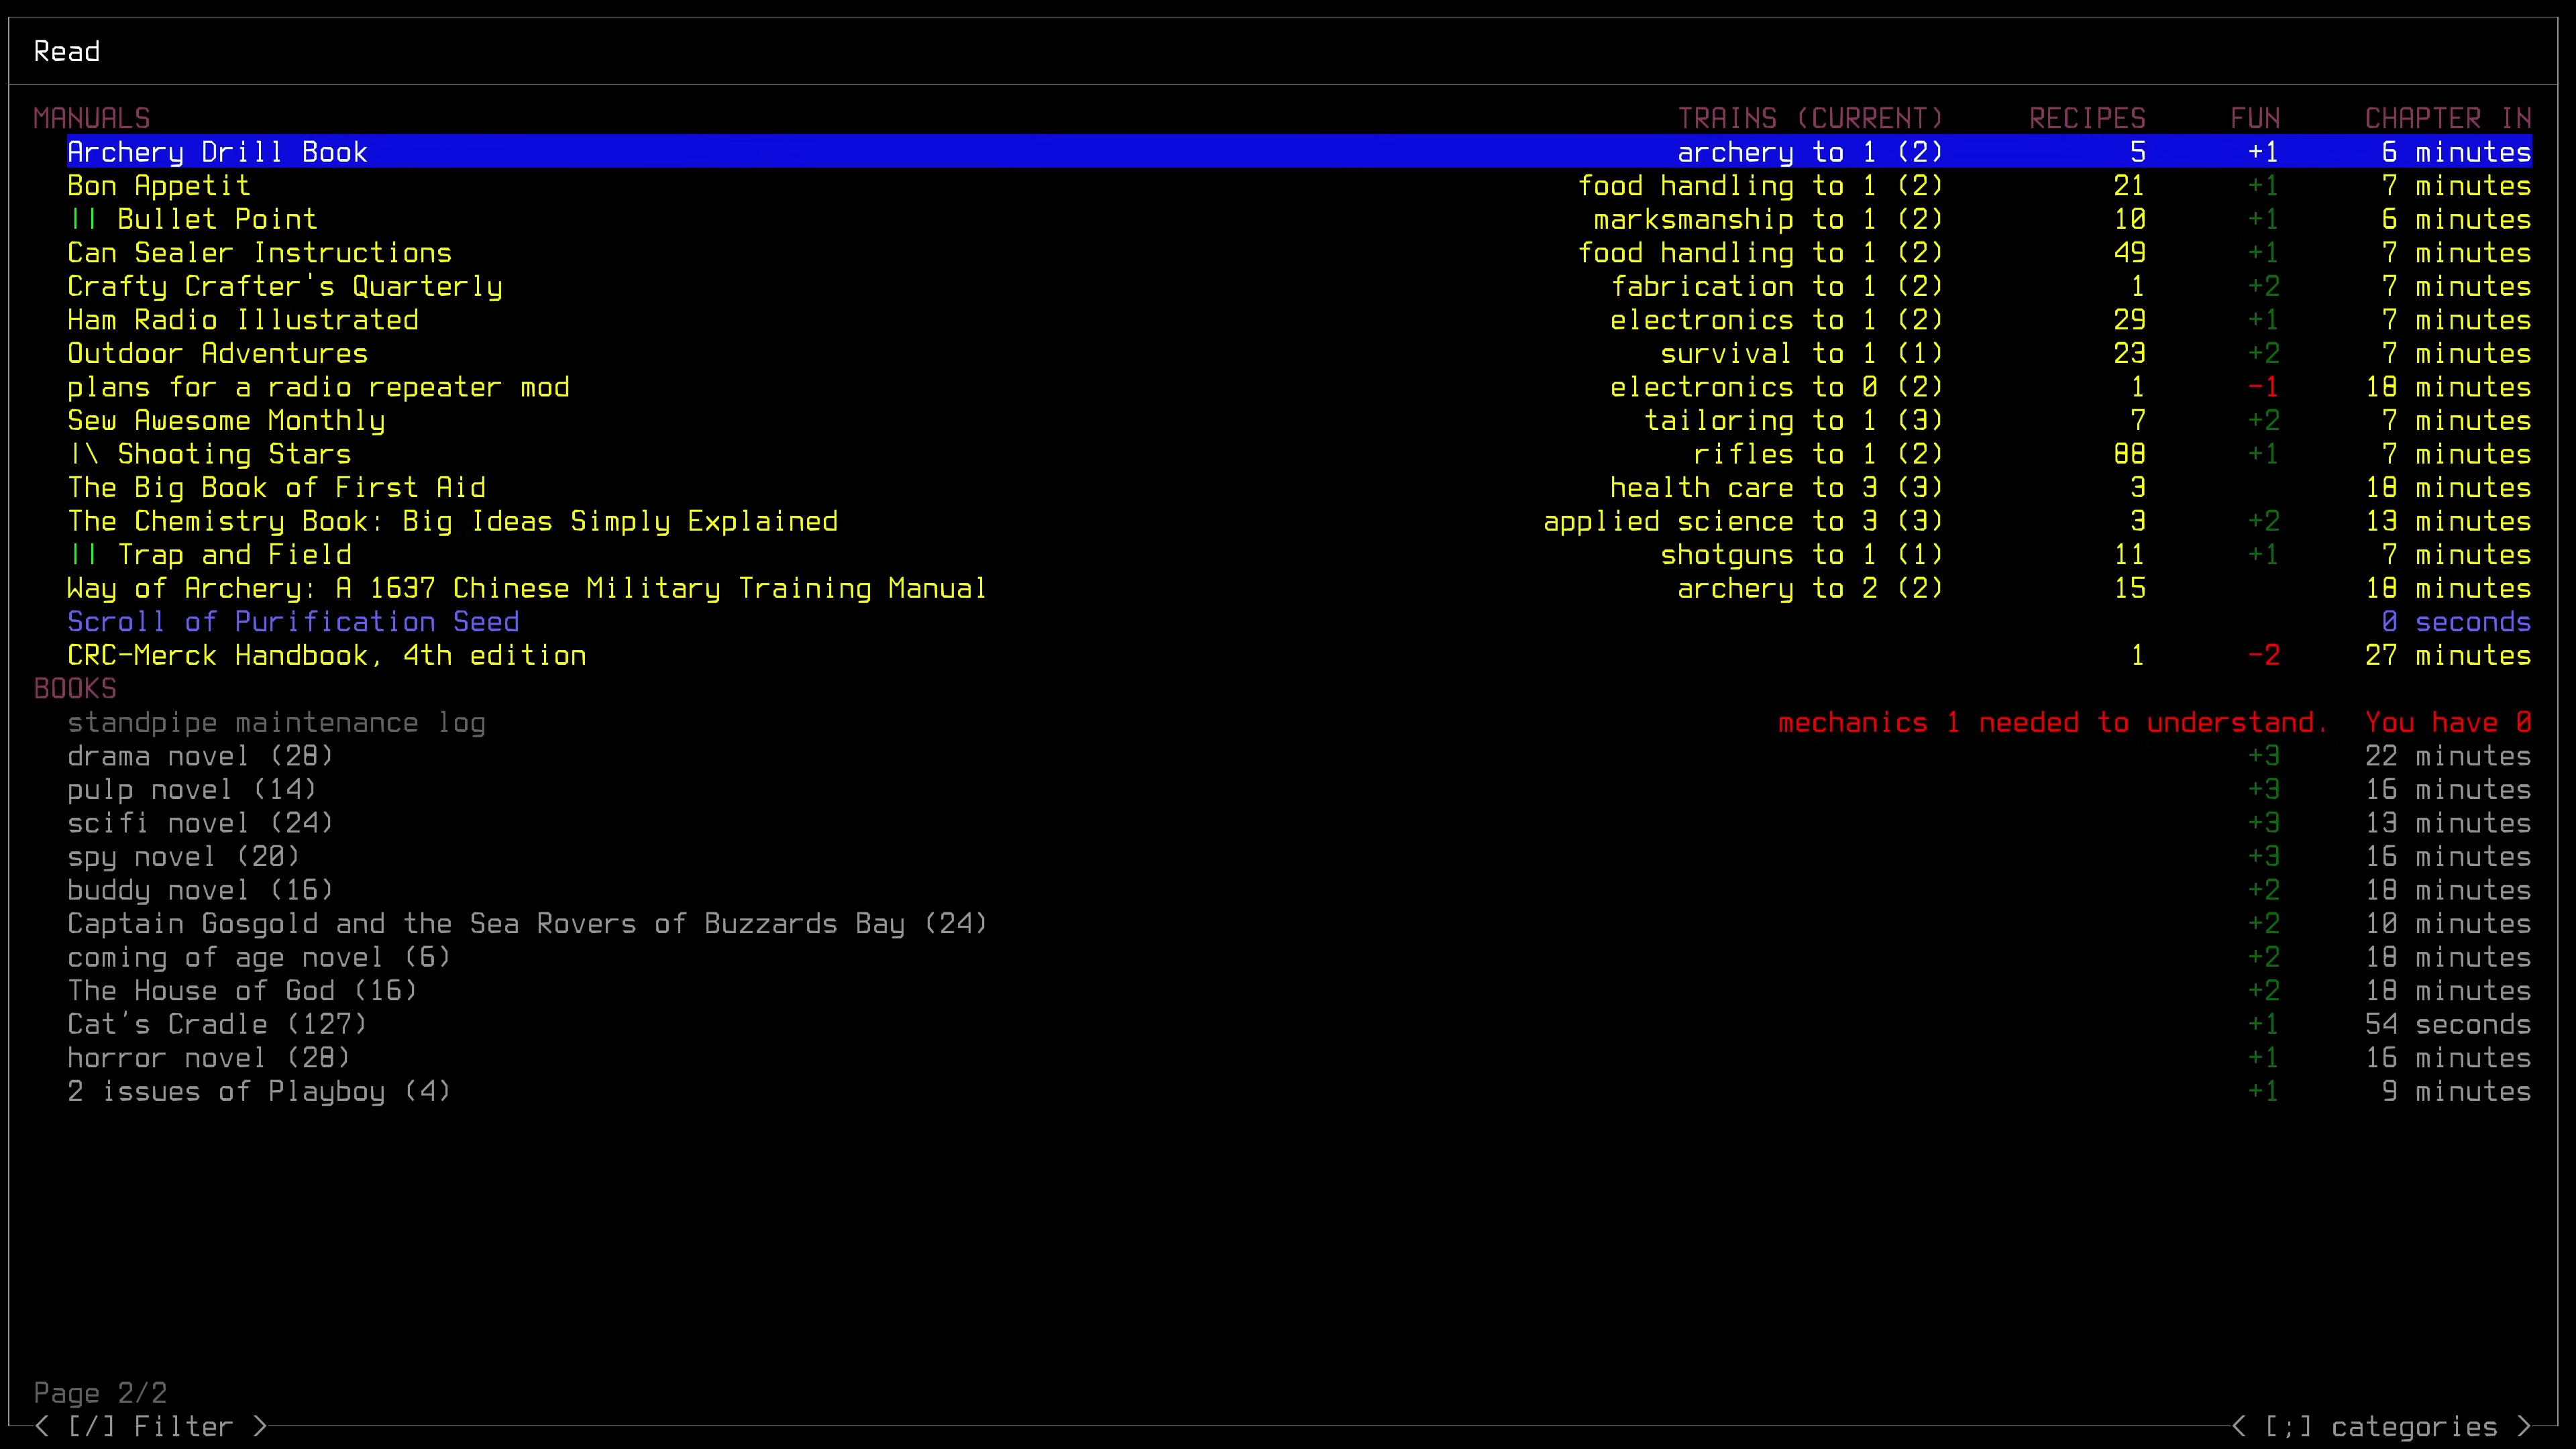 Read
MANUALS TRAINS (CURRENT) RECIPES FUN CHAPTER IN
Archery Drill Book archery to 1 (2) 5 +1 6 minutes
Bon Appetit food handling to 1 (2) 21 +1 7 minutes
|| Bullet Point marksmanship to 1 (2) 10 +1 6 minutes
Can Sealer Instructions food handling to 1 (2) 49 +1 7 minutes
Crafty Crafter's Quarterly fabrication to 1 (2) 1 +2 7 minutes
Ham Radio Illustrated electronics to 1 (2) 29 +1 7 minutes
Outdoor Adventures survival to 1 (1) 23 +2 7 minutes
plans for a radio repeater mod electronics to 0 (2) 1 -1 18 minutes
Sew Awesome Monthly tailoring to 1 (3) 7 +2 7 minutes
|\ Shooting Stars rifles to 1 (2) 88 +1 7 minutes
The Big Book of First Aid health care to 3 (3) 3 18 minutes
The Chemistry Book: Big Ideas Simply Explained applied science to 3 (3) 3 +2 13 minutes
|| Trap and Field shotguns to 1 (1) 11 +1 7 minutes
Way of Archery: A 1637 Chinese Military Training Manual archery to 2 (2) 15 18 minutes
Scroll of Purification Seed 0 seconds
CRC-Merck Handbook, 4th edition 1 -2 27 minutes
BOOKS
standpipe maintenance log mechanics 1 needed to understand. You have 0
drama novel (28) +3 22 minutes
pulp novel (14) +3 16 minutes
scifi novel (24) +3 13 minutes
spy novel (20) +3 16 minutes
buddy novel (16) +2 18 minutes
Captain Gosgold and the Sea Rovers of Buzzards Bay (24) +2 10 minutes
coming of age novel (6) +2 18 minutes
The House of God (16) +2 18 minutes
Cat's Cradle (127) +1 54 seconds
horror novel (28) +1 16 minutes
2 issues of Playboy (4) +1 9 minutes
Page 2/2
< [/] Filter > < [;] categories >